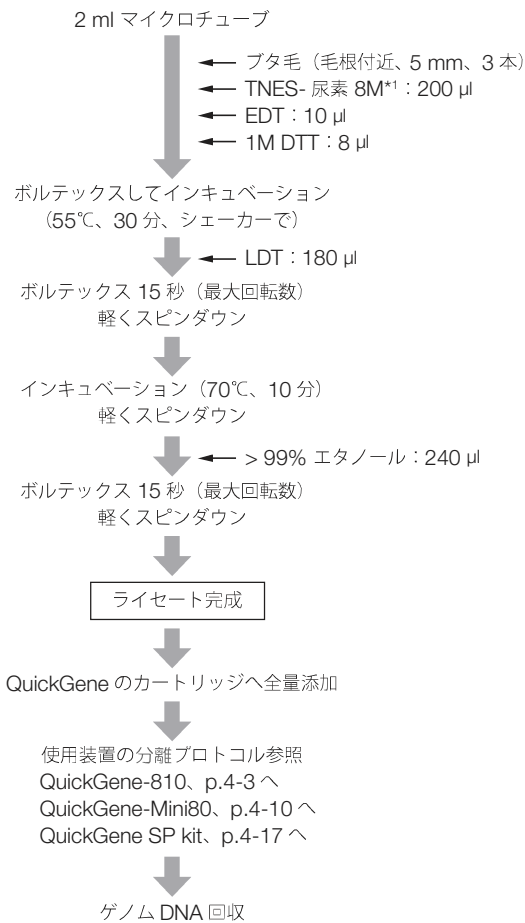 2 ml マイクロチューブ
ブタ毛（毛根付近、5 mm、3 本）
TNES- 尿素 8M*1：200 µl
EDT：10 µl
1M DTT：8 µl
ボルテックスしてインキュベーション
（55℃、30 分、シェーカーで）
LDT：180 µl
ボルテックス 15 秒（最大回転数）
軽くスピンダウン
インキュベーション（70℃、10 分）
軽くスピンダウン
> 99% エタノール：240 µl
ボルテックス 15 秒（最大回転数）
軽くスピンダウン
ライセート完成
QuickGene のカートリッジへ全量添加
使用装置の分離プロトコル参照
QuickGene-810、p.4-3 へ
QuickGene-Mini80、p.4-10 へ
QuickGene SP kit、p.4-17 へ
ゲノム DNA 回収